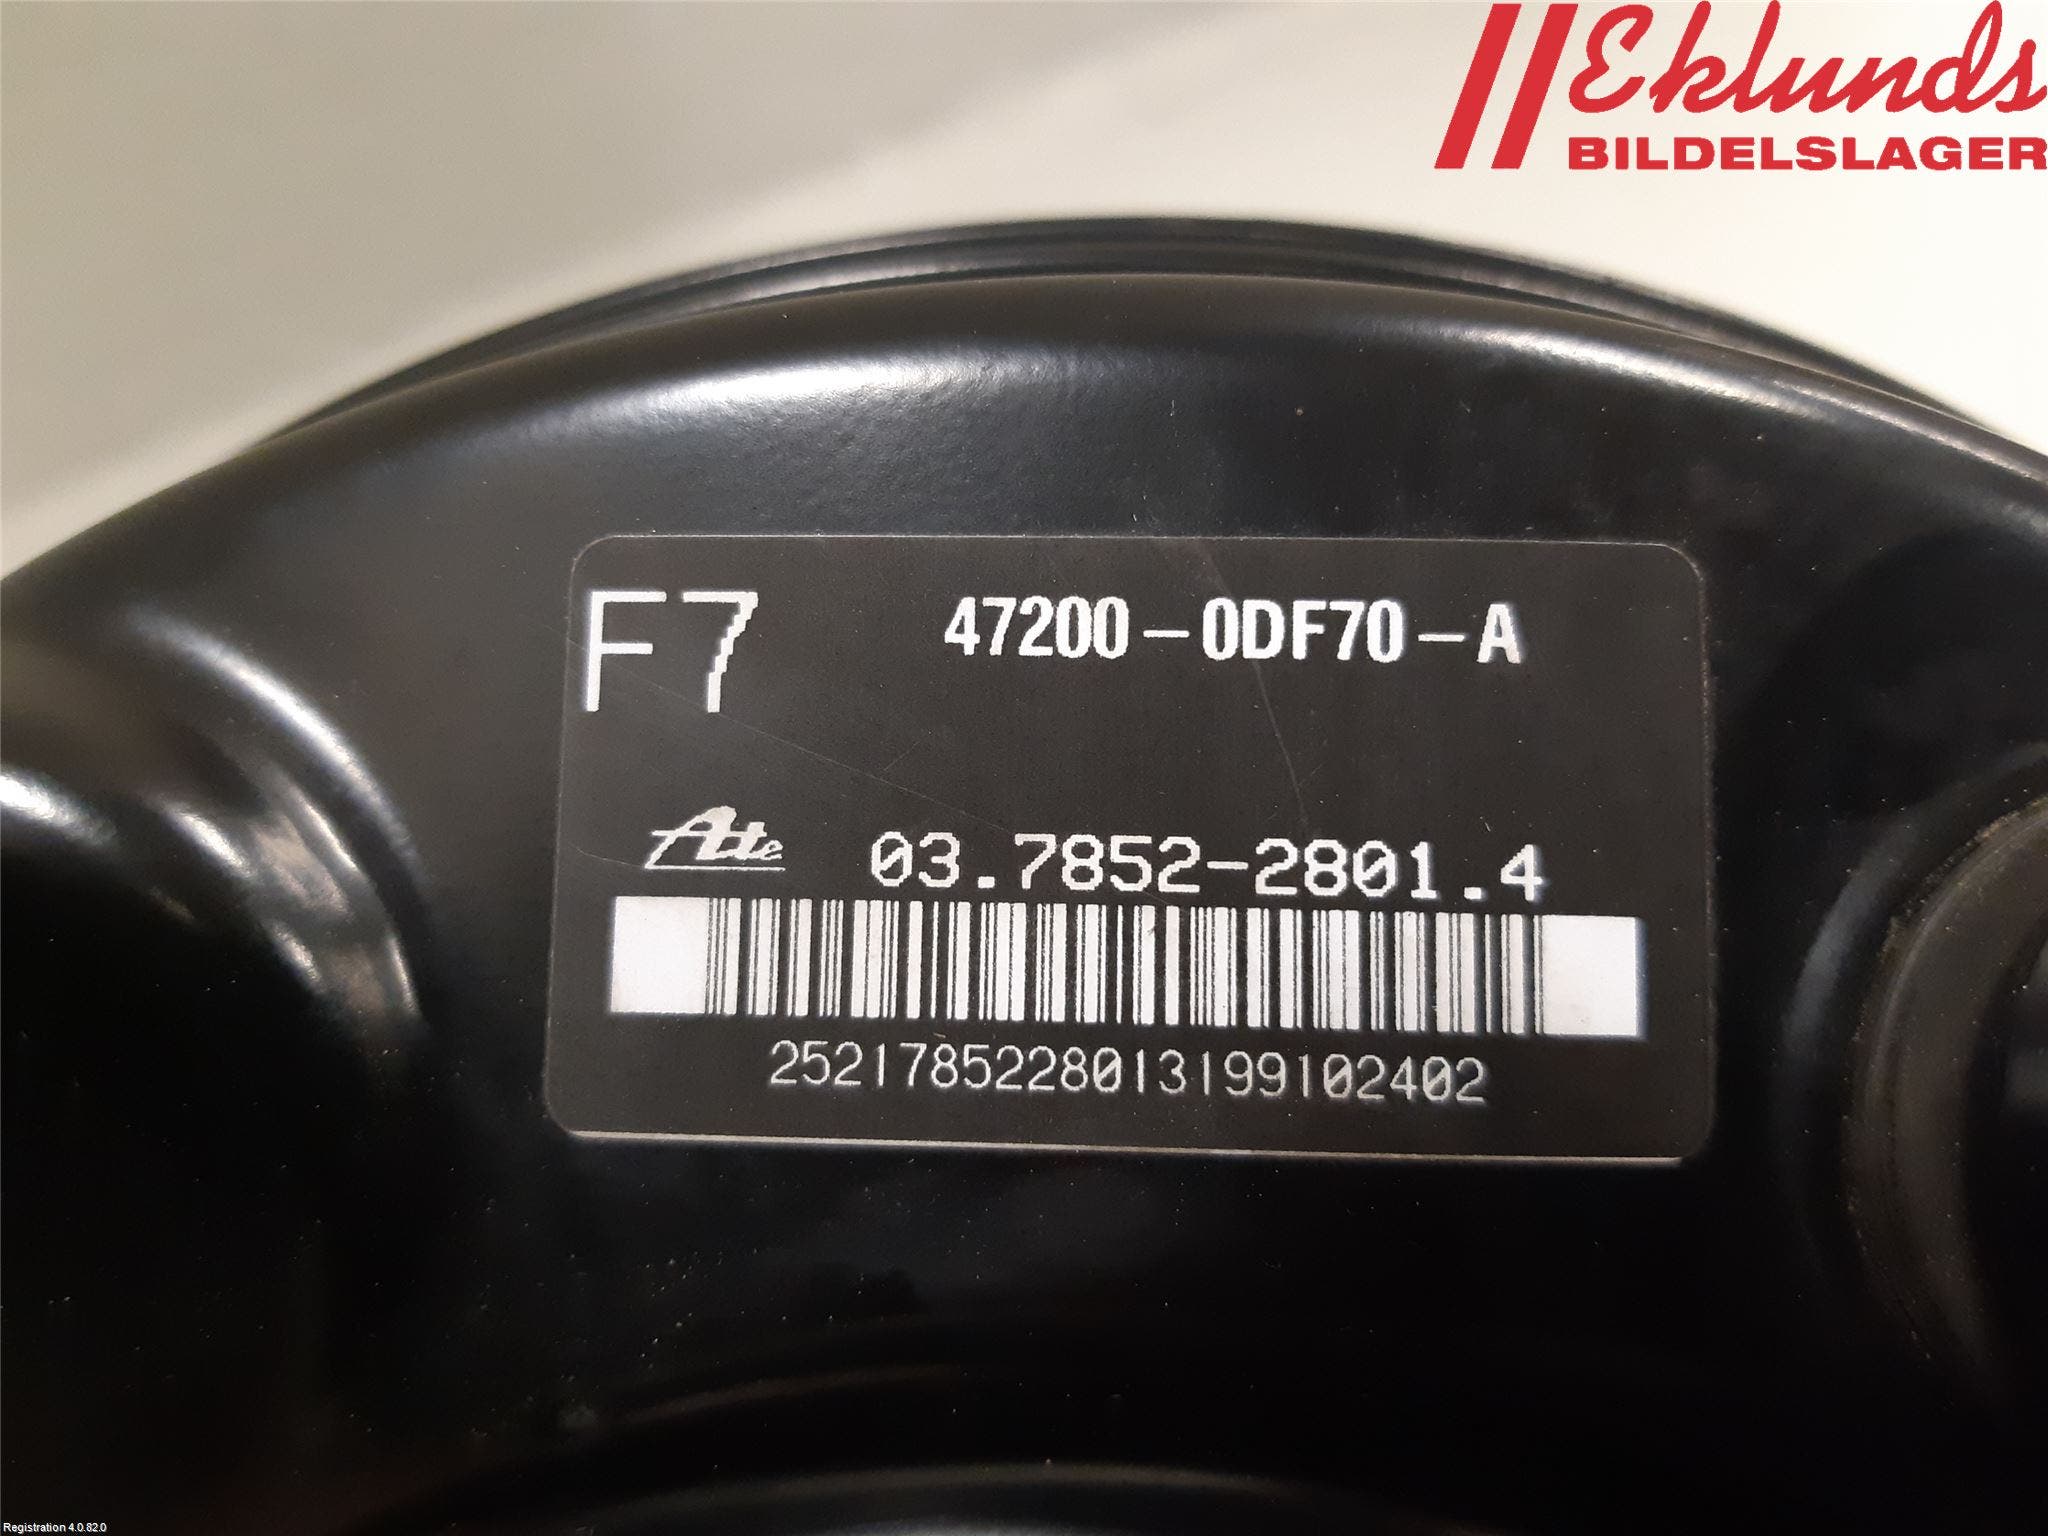 Eklunds
BILDELSLAGER
F7 47200-0DF70-A
Ate 03.7852-2801.4
2521785228013199102402
Registration 4.0.82.0